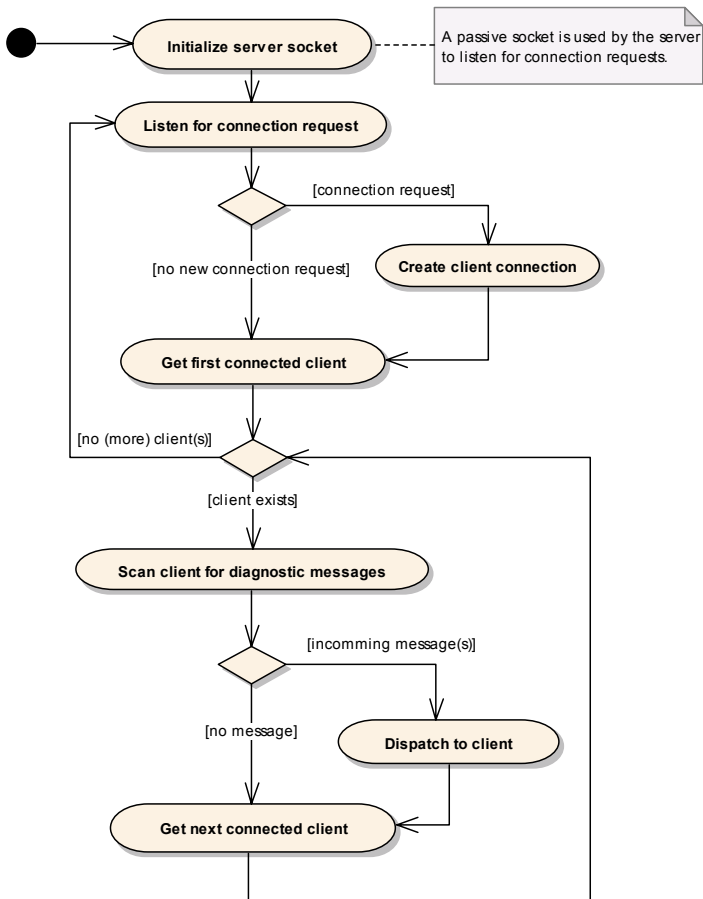 Initialize server socket
A passive socket is used by the server
to listen for connection requests.
Listen for connection request
[connection request]
[no new connection request]
Create client connection
Get first connected client
[no (more) client(s)]
[client exists]
Scan client for diagnostic messages
[incomming message(s)]
[no message]
Dispatch to client
Get next connected client